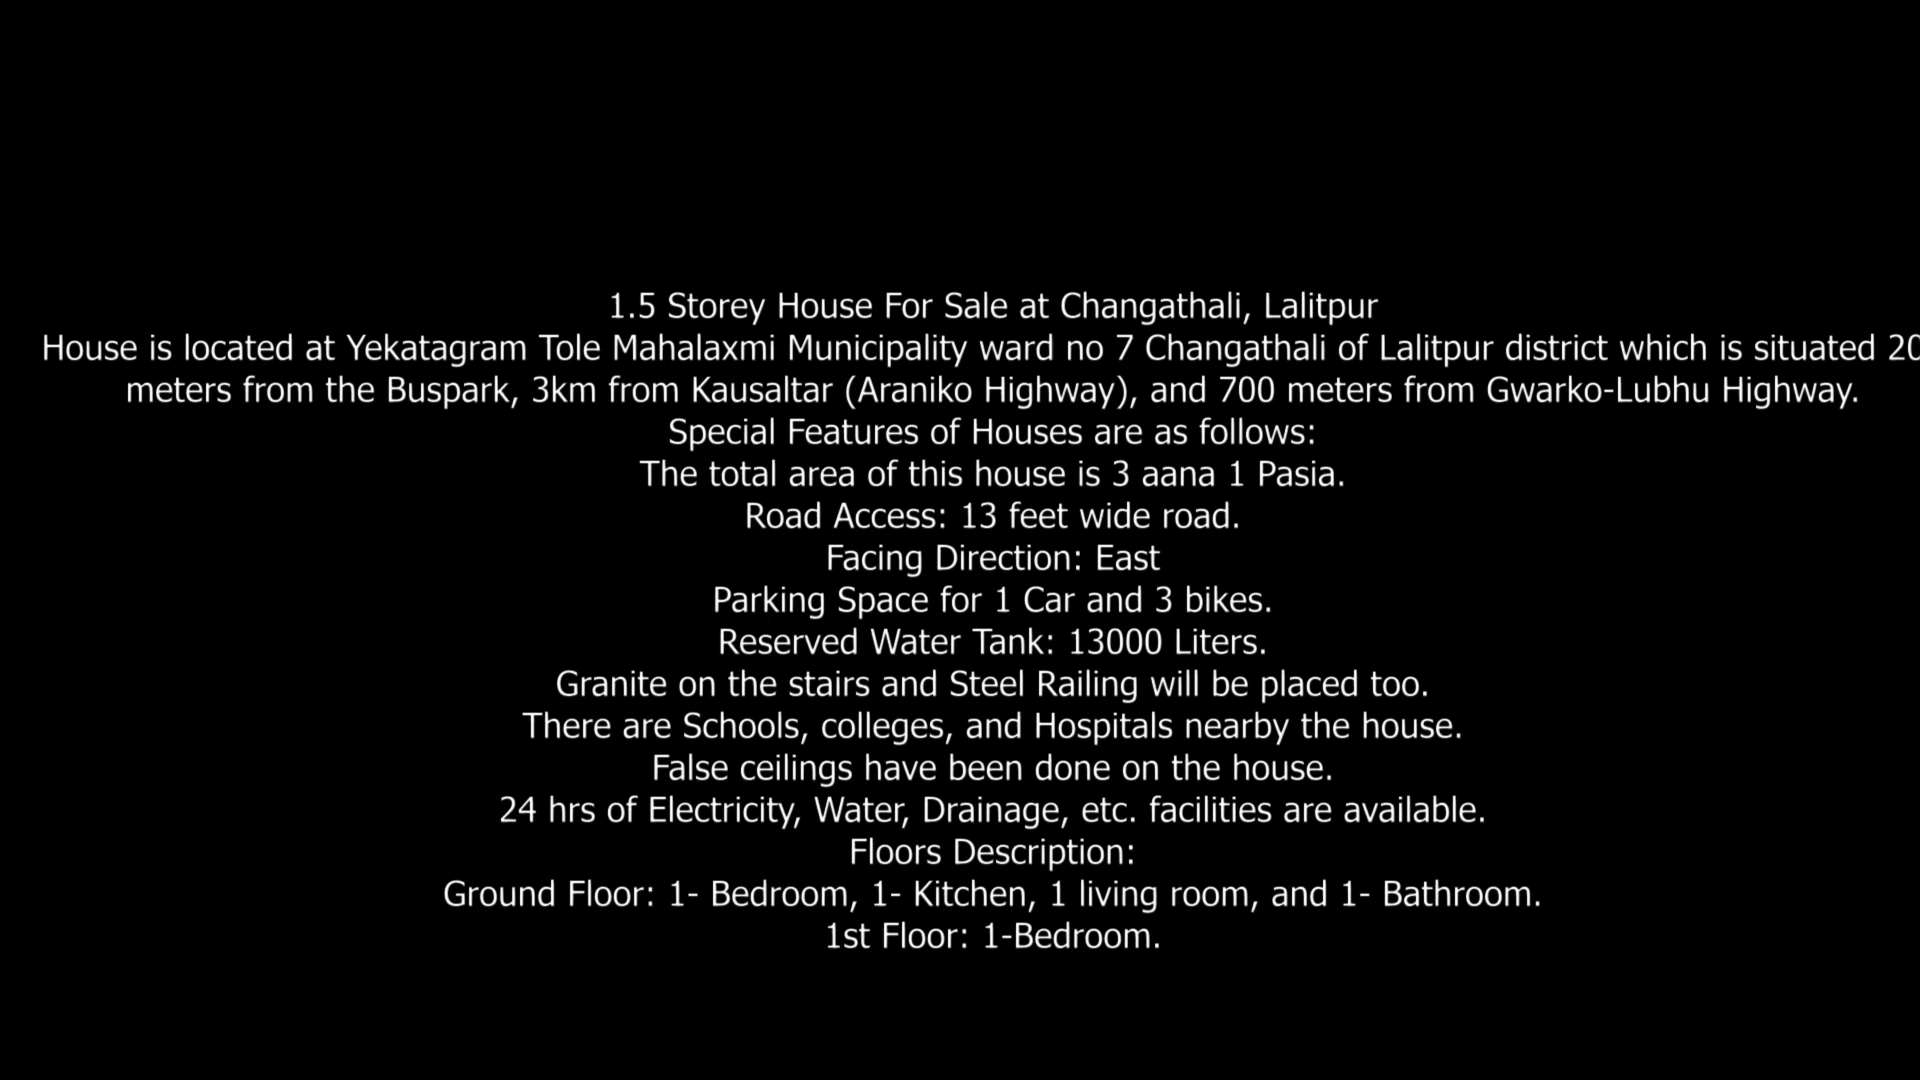 1.5 Storey House For Sale at Changathali, Lalitpur
House is located at Yekatagram Tole Mahalaxmi Municipality ward no 7 Changathali of Lalitpur district which is situated
meters from the Buspark, 3km from Kausaltar (Araniko Highway), and 700 meters from Gwarko-Lubhu Highway.
Special Features of Houses are as follows:
The total area of this house is 3 aana 1 Pasia.
Road Access: 13 feet wide road.
Facing Direction: East
Parking Space for 1 Car and 3 bikes.
Reserved Water Tank: 13000 Liters.
Granite on the stairs and Steel Railing will be placed too.
There are Schools, colleges, and Hospitals nearby the house.
False ceilings have been done on the house.
24 hrs of Electricity, Water, Drainage, etc. facilities are available.
Floors Description:
Ground Floor: 1- Bedroom, 1- Kitchen, 1 living room, and 1- Bathroom.
1st Floor: 1-Bedroom.